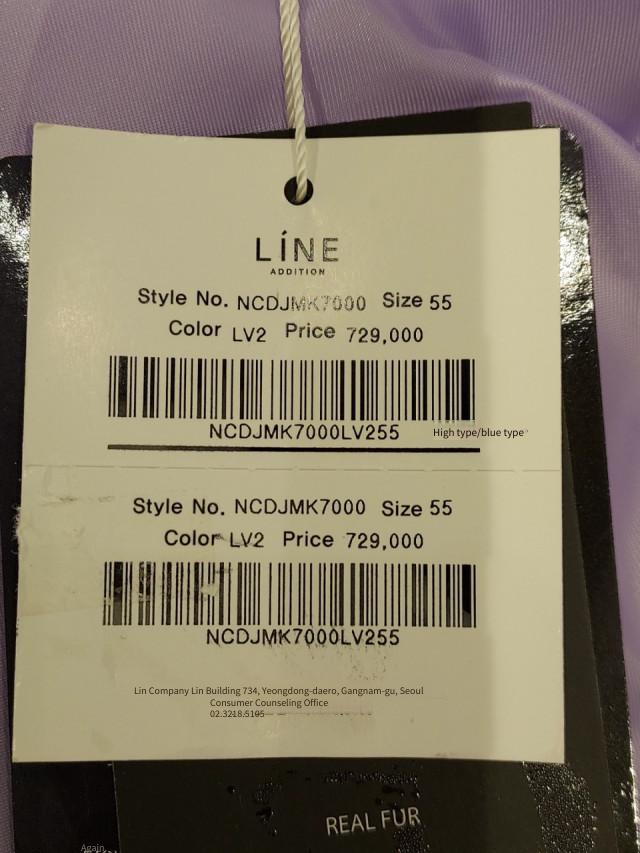 LÍNE
ADDITION
Style No. NCDJMK7000 Size 55
Color LV2 Price 729,000
NCDJMK7000LV255
High type/blue type
Style No. NCDJMK7000 Size 55
Color LV2 Price 729,000
NCDJMK7000LV255
Lin Company Lin Building 734, Yeongdong-daero, Gangnam-gu, Seoul
Consumer Counseling Office
02.3218.5195
REAL FUR
Again